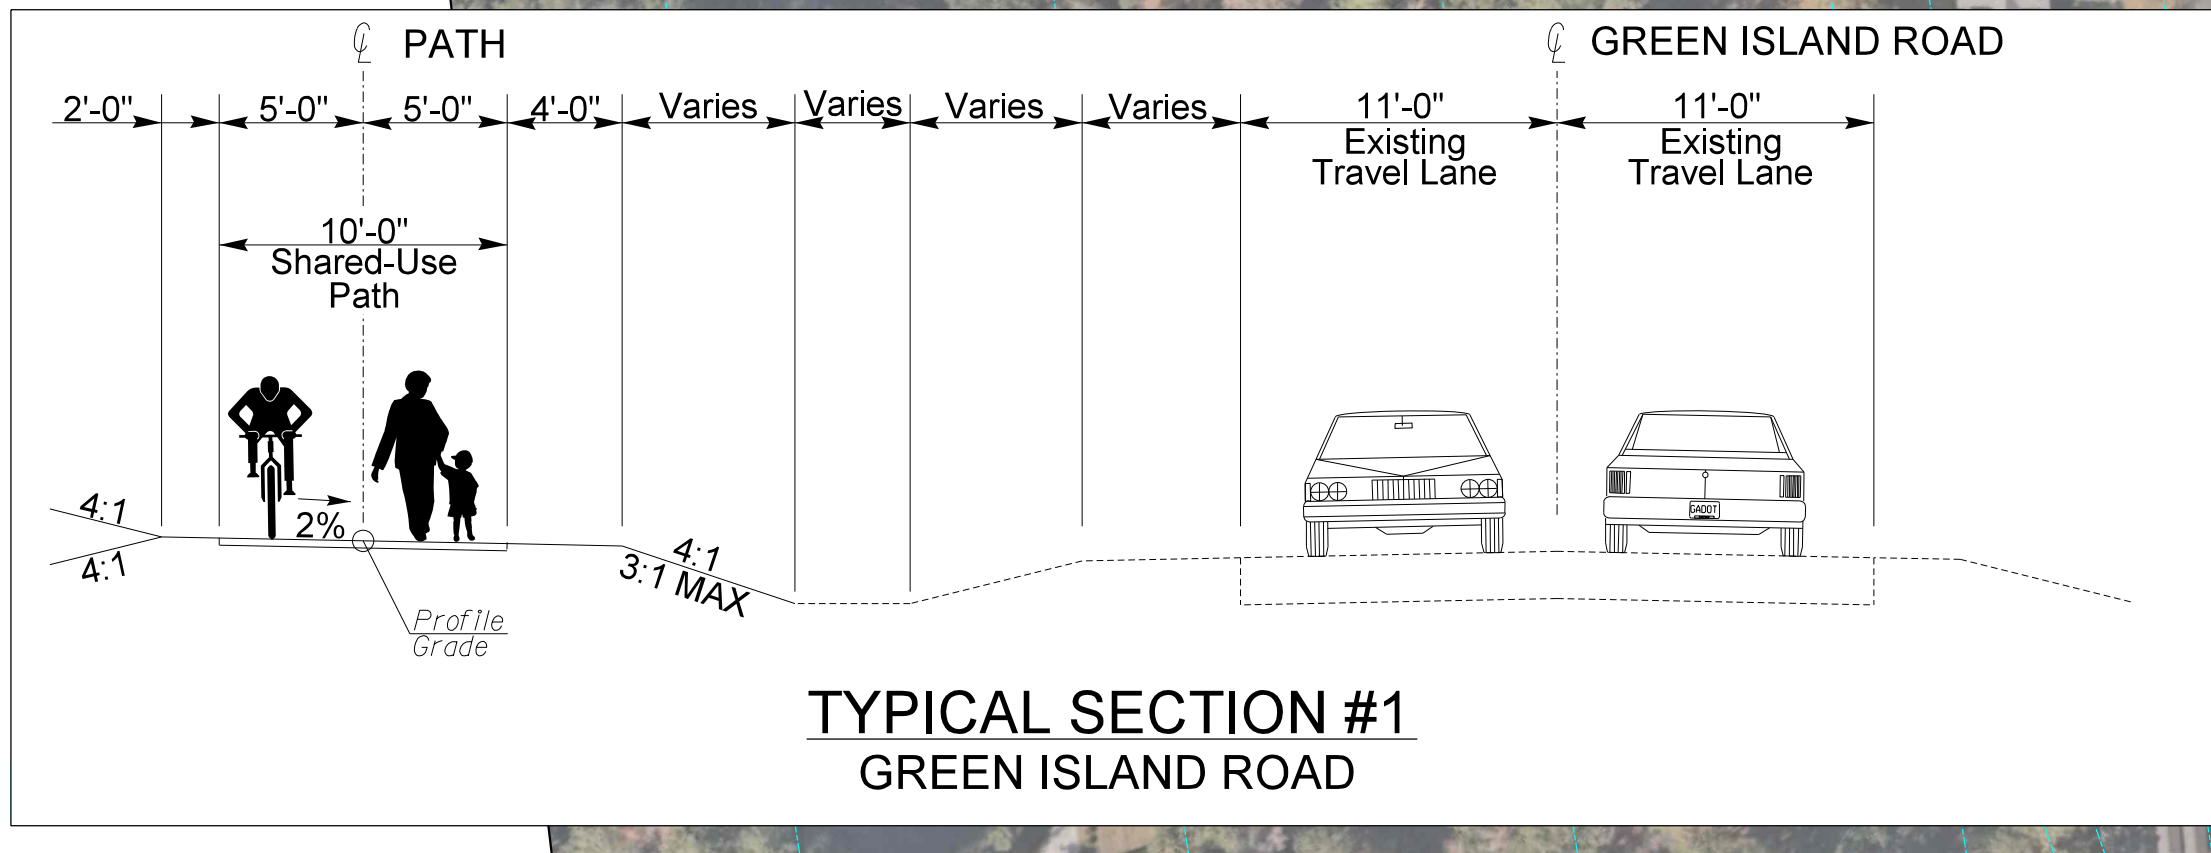 ℄ PATH
℄ GREEN ISLAND ROAD
2'-0" 5'-0" 5'-0" 4'-0" Varies Varies Varies Varies 11'-0" 11'-0"
Existing
Travel Lane
Existing
Travel Lane
10'-0"
Shared-Use
Path
4:1
4:1
2%
4:1
3:1 MAX
GADOT
Profile
Grade
TYPICAL SECTION #1
GREEN ISLAND ROAD